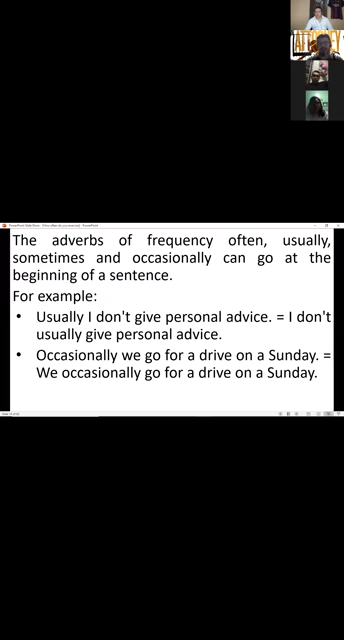 ATTORNEY
The adverbs of frequency often, usually,
sometimes and occasionally can go at the
beginning of a sentence.
For example:
• Usually I don't give personal advice. = I don't
usually give personal advice.
• Occasionally we go for a drive on a Sunday. =
We occasionally go for a drive on a Sunday.